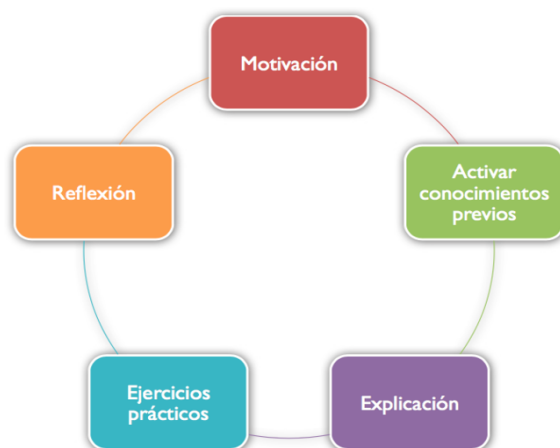 Motivación
Activar
conocimientos
previos
Explicación
Ejercicios
prácticos
Reflexión